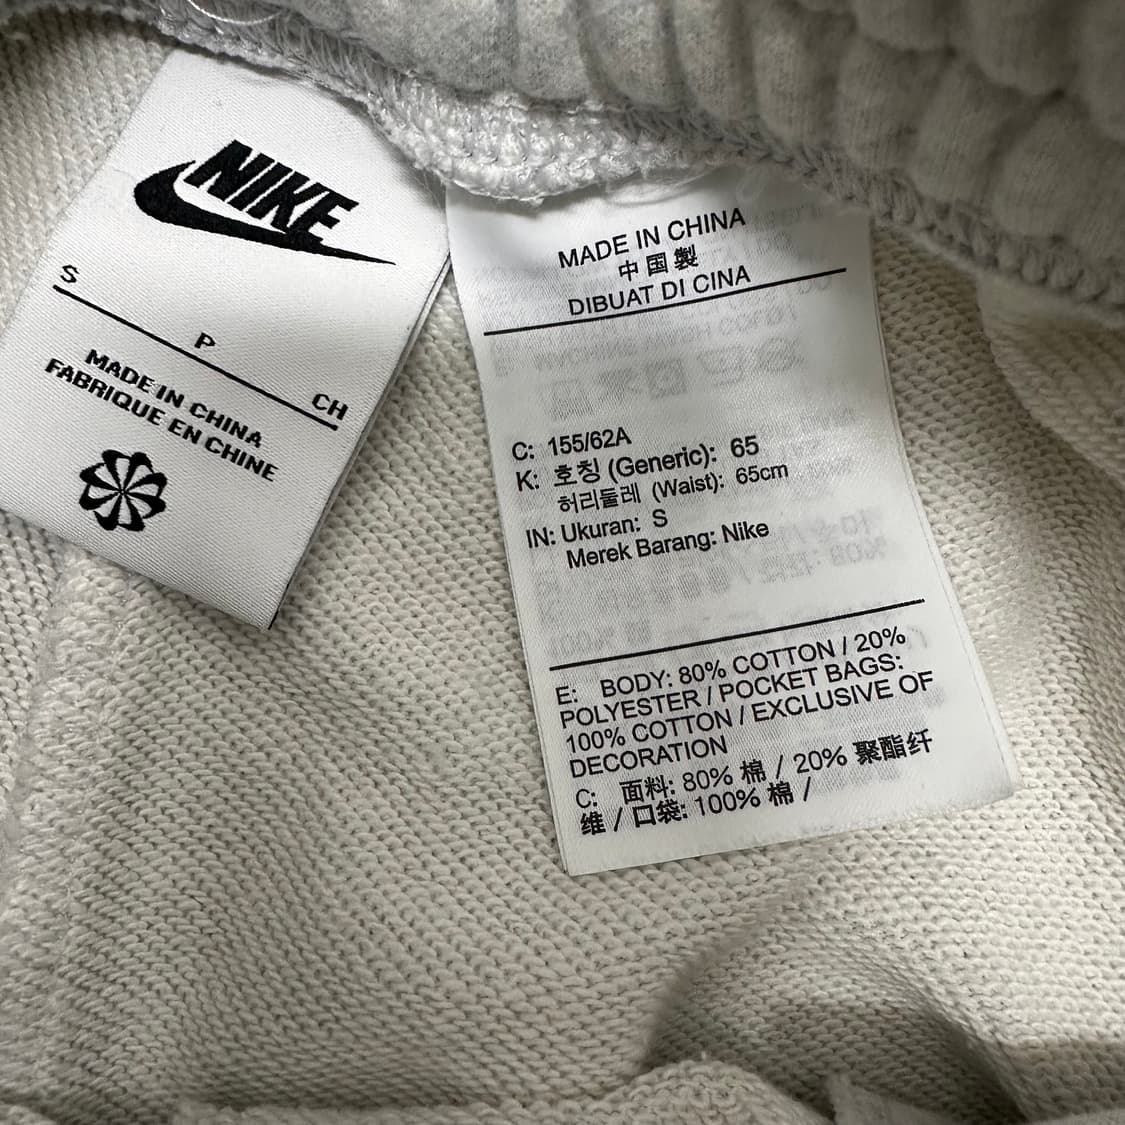 NIKE
S
P
CH
MADE IN CHINA
FABRIQUE EN CHINE
MADE IN CHINA
中国製
DIBUAT DI CINA
C: 155/62A
K: 호칭 (Generic): 65
허리둘레 (Waist): 65cm
IN: Ukuran: S
Merek Barang: Nike
E: BODY: 80% COTTON / 20%
POLYESTER / POCKET BAGS:
100% COTTON / EXCLUSIVE OF
DECORATION
C: 面料: 80% 棉 / 20% 聚酯纤
维 / 口袋: 100% 棉 /